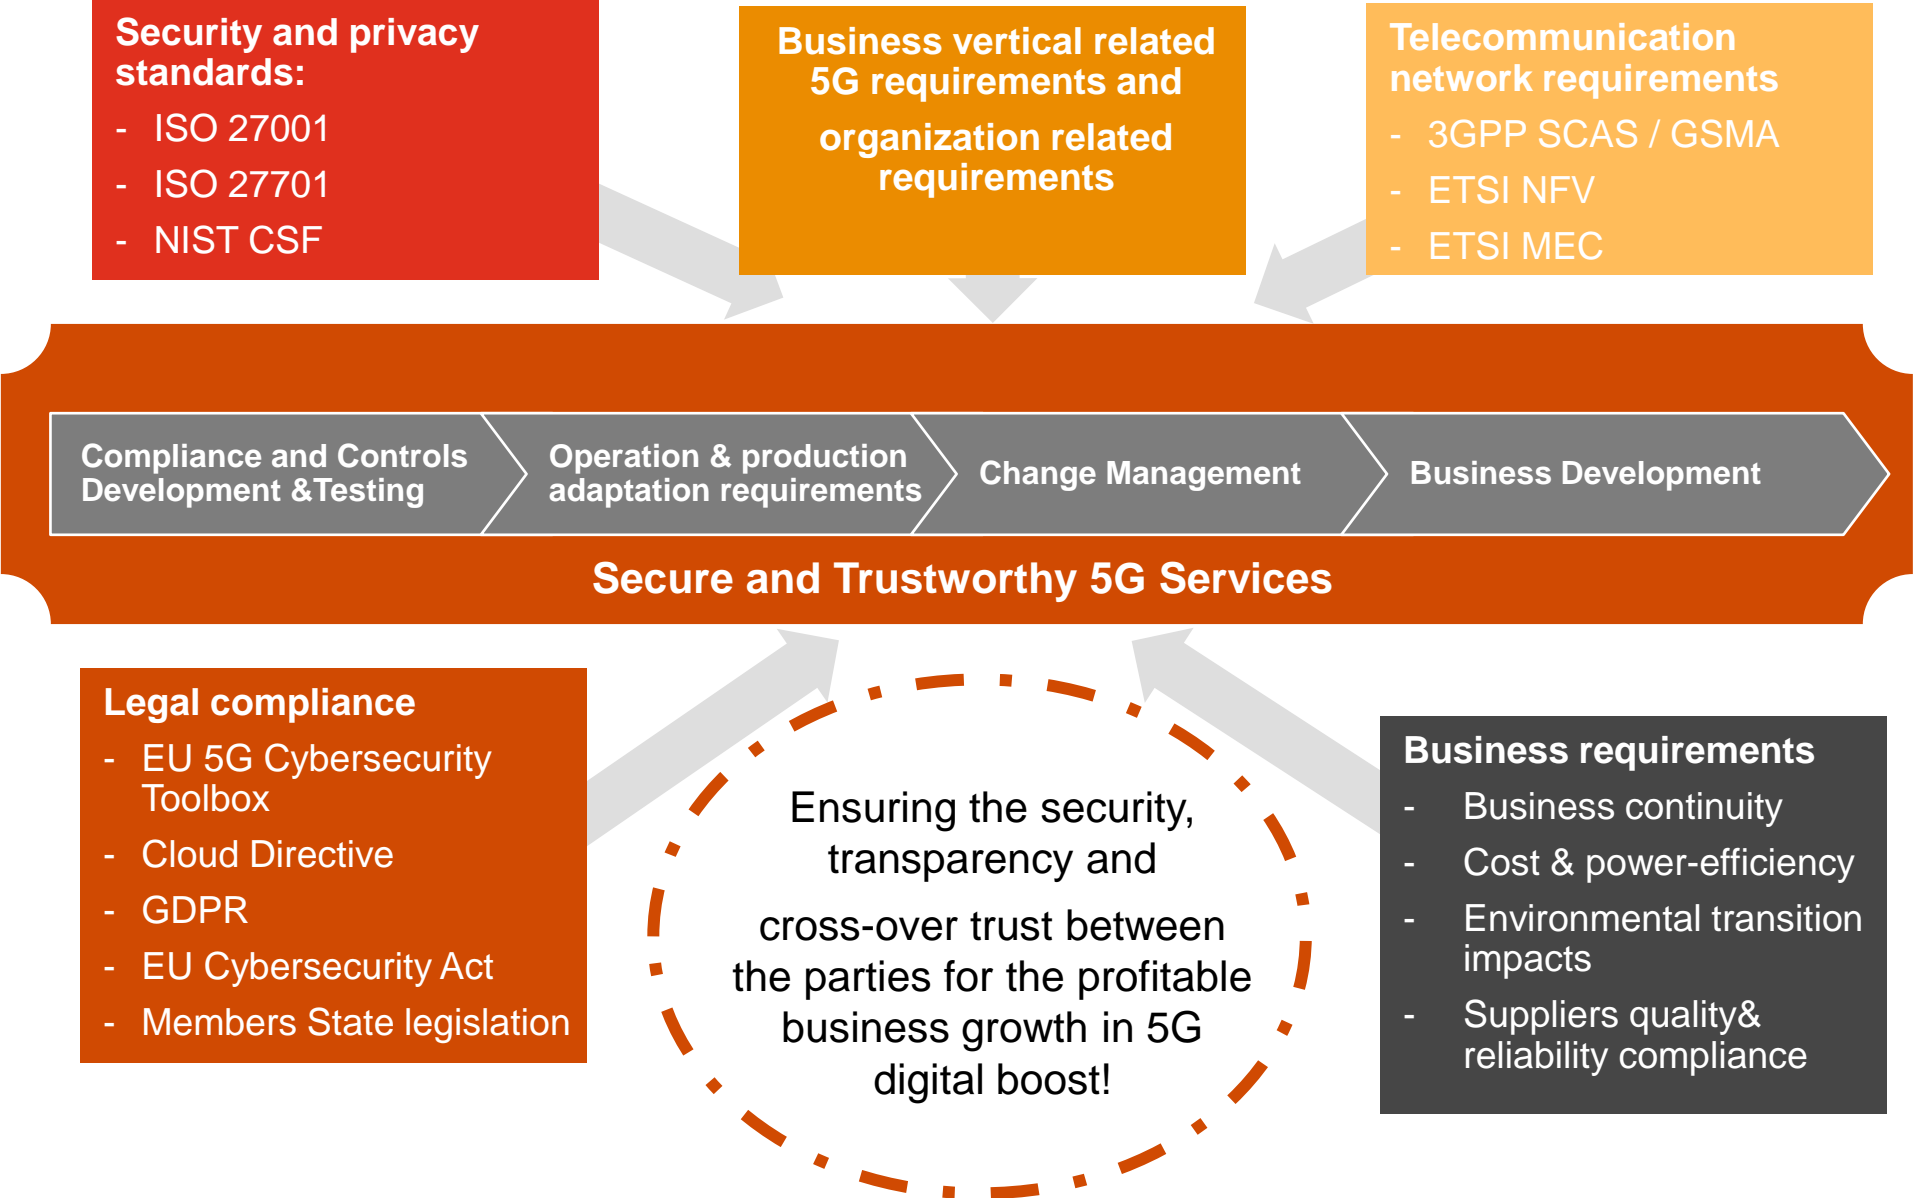 Security and privacy
standards:
- ISO 27001
- ISO 27701
- NIST CSF
Business vertical related
5G requirements and
organization related
requirements
Telecommunication
network requirements
- 3GPP SCAS / GSMA
- ETSI NFV
- ETSI MEC
Compliance and Controls
Development &Testing
Operation & production
adaptation requirements
Change Management
Business Development
Secure and Trustworthy 5G Services
Legal compliance
- EU 5G Cybersecurity
Toolbox
- Cloud Directive
- GDPR
- EU Cybersecurity Act
- Members State legislation
Ensuring the security,
transparency and
cross-over trust between
the parties for the profitable
business growth in 5G
digital boost!
Business requirements
- Business continuity
- Cost & power-efficiency
- Environmental transition
impacts
- Suppliers quality&
reliability compliance